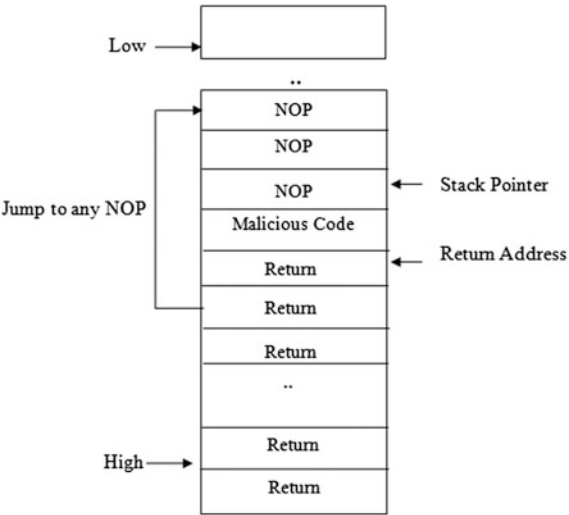 Low
..
NOP
NOP
Jump to any NOP
NOP
Stack Pointer
Malicious Code
Return Address
Return
Return
Return
..
Return
High
Return